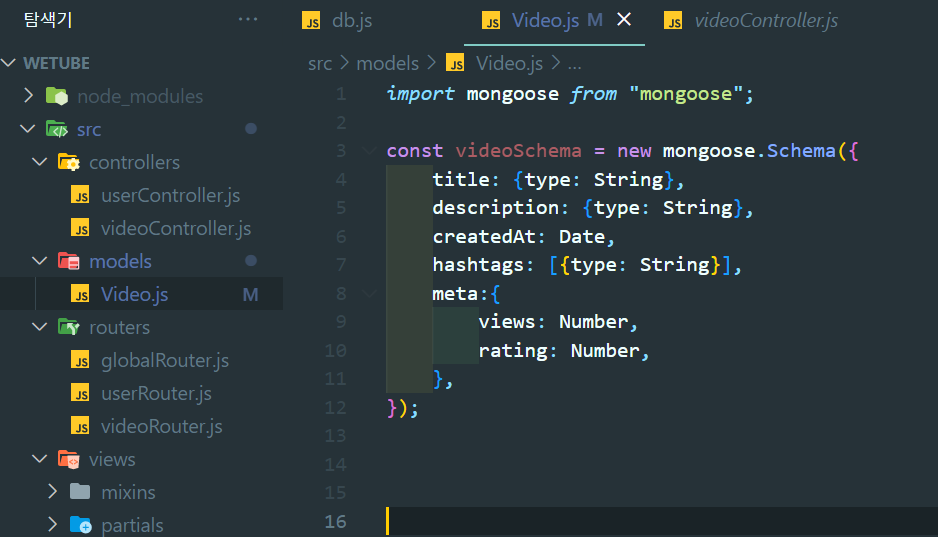 탐색기 ...
WETUBE
node_modules
src
controllers
JS userController.js
JS videoController.js
models
JS Video.js M
routers
JS globalRouter.js
JS userRouter.js
JS videoRouter.js
views
mixins
partials
JS db.js JS Video.js M × JS videoController.js
src > models > JS Video.js > ...
1 import mongoose from "mongoose";
2
3 const videoSchema = new mongoose.Schema({
4 title: {type: String},
5 description: {type: String},
6 createdAt: Date,
7 hashtags: [{type: String}],
8 meta:{
9 views: Number,
10 rating: Number,
11 },
12 });
13
14
15
16